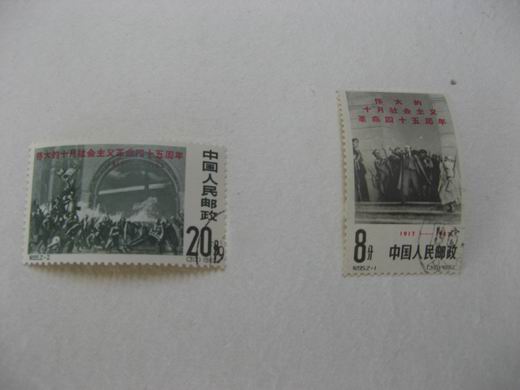 伟大的十月社会主义革命四十五周年
中国人民邮政
20分
伟大的
十月社会主义
革命四十五周年
8分
中国人民邮政